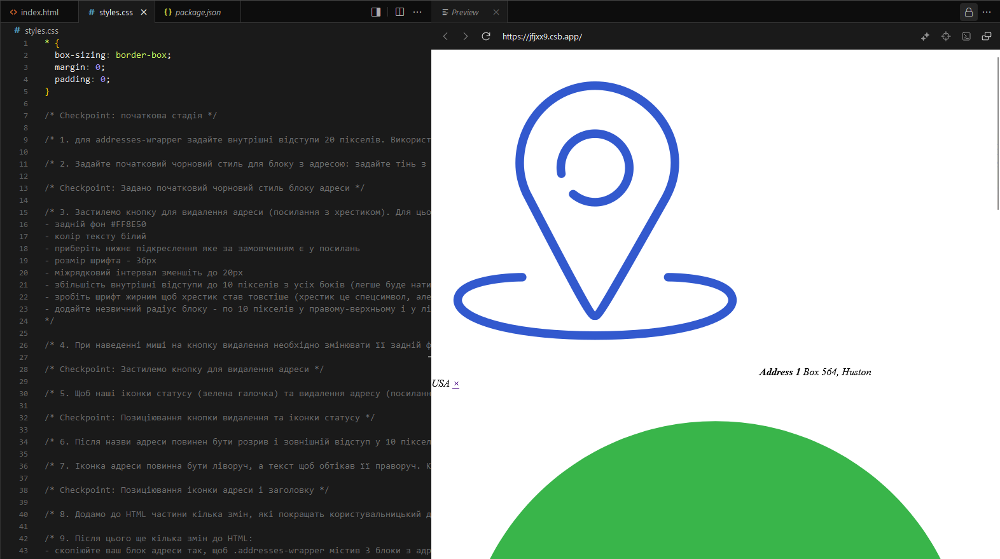 index.html
styles.css
package.json
styles.css
1 * {
2 box-sizing: border-box;
3 margin: 0;
4 padding: 0;
5 }
6
7 /* Checkpoint: початкова стадія */
8
9 /* 1. для addresses-wrapper задайте внутрішні відступи 20 пікселів. Використ
10
11 /* 2. Задайте початковий чорновий стиль для блоку з адресою: задайте тінь з
12
13 /* Checkpoint: Задано початковий чорновий стиль блоку адреси */
14
15 /* 3. Застилемо кнопку для видалення адреси (посилання з хрестиком). Для цьо
16 - задній фон #FF8E50
17 - колір тексту білий
18 - приберіть нижнє підкреслення яке за замовченням є у посилань
19 - розмір шрифта - 36px
20 - міжрядковий інтервал зменшіть до 20px
21 - збільшість внутрішні відступи до 10 пікселів з усіх боків (легше буде нати
22 - зробіть шрифт жирним щоб хрестик став товстіше (хрестик це спецсимвол, але
23 - додайте незвичний радіус блоку - по 10 пікселів у правому-верхньому і у лі
24 */
25
26 /* 4. При наведенні миші на кнопку видалення необхідно змінювати її задній ф
27
28 /* Checkpoint: Застилемо кнопку для видалення адреси */
29
30 /* 5. Щоб наші іконки статусу (зелена галочка) та видалення адресу (посиланн
31
32 /* Checkpoint: Позиціювання кнопки видалення та іконки статусу */
33
34 /* 6. Після назви адреси повинен бути розрив і зовнішній відступ у 10 піксел
35
36 /* 7. Іконка адреси повинна бути ліворуч, а текст щоб обтікав її праворуч. К
37
38 /* Checkpoint: Позиціювання іконки адреси і заголовку */
39
40 /* 8. Додамо до HTML частини кілька змін, які покращать користувальницький д
41
42 /* 9. Після цього ще кілька змін до HTML:
43 - скопіюйте ваш блок адреси так, щоб .addresses-wrapper містив 3 блоки з адр
Preview
https://jfjxx9.csb.app/
Address 1 Box 564, Huston
USA ×